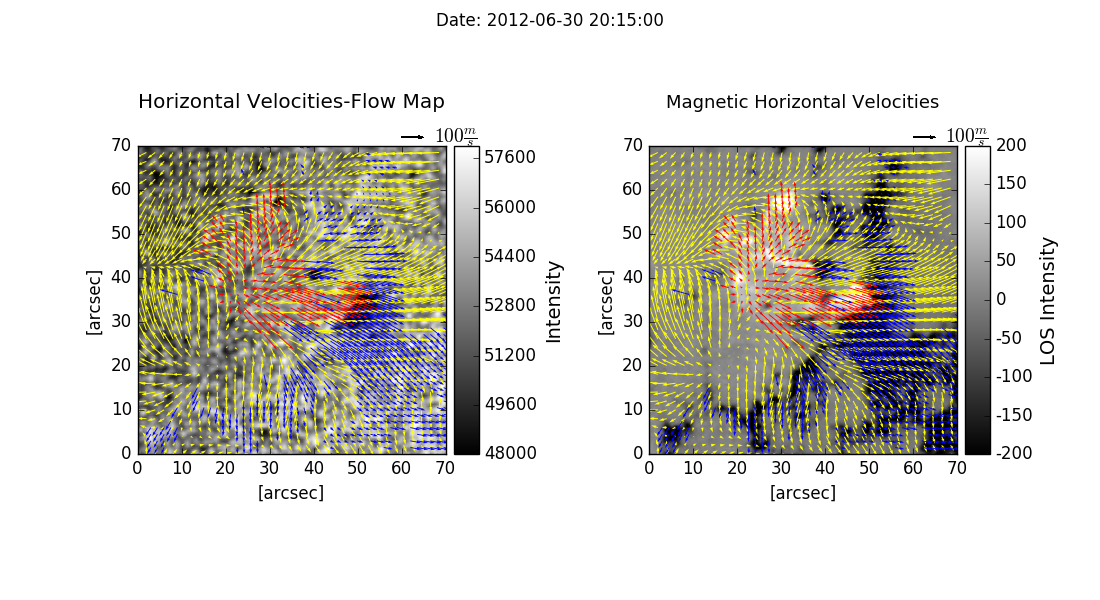 Date: 2012-06-30 20:15:00
Horizontal Velocities-Flow Map
100 m/s
70
60
50
40
30
20
10
0
0 10 20 30 40 50 60 70
[arcsec]
[arcsec]
57600
56000
54400
52800
51200
49600
48000
Intensity
Magnetic Horizontal Velocities
100 m/s
70
60
50
40
30
20
10
0
0 10 20 30 40 50 60 70
[arcsec]
[arcsec]
200
150
100
50
0
-50
-100
-150
-200
LOS Intensity